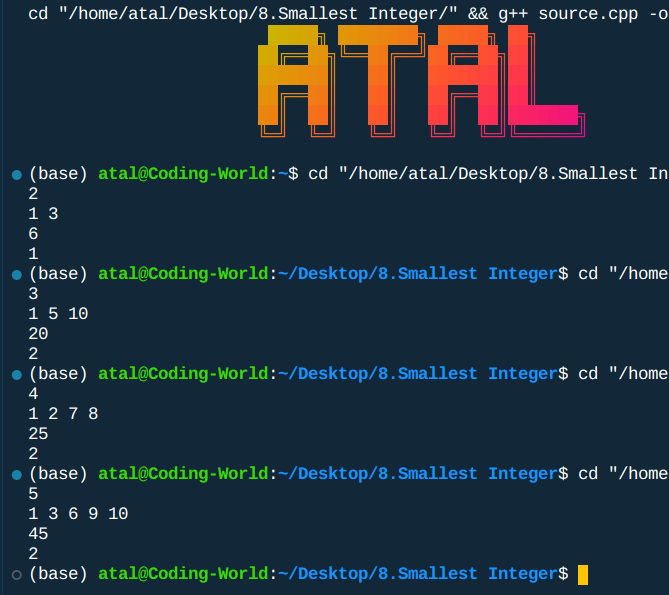 cd "/home/atal/Desktop/8.Smallest Integer/" && g++ source.cpp -o
ATAL
(base) atal@Coding-World:~$ cd "/home/atal/Desktop/8.Smallest In
2
1 3
6
1
(base) atal@Coding-World:~/Desktop/8.Smallest Integer$ cd "/home
3
1 5 10
20
2
(base) atal@Coding-World:~/Desktop/8.Smallest Integer$ cd "/home
4
1 2 7 8
25
2
(base) atal@Coding-World:~/Desktop/8.Smallest Integer$ cd "/home
5
1 3 6 9 10
45
2
(base) atal@Coding-World:~/Desktop/8.Smallest Integer$